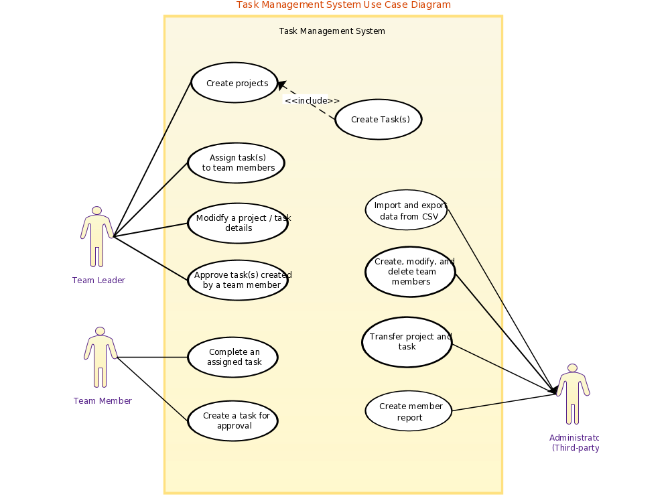 Task Management System Use Case Diagram
Task Management System
Create projects
<<include>>
Create Task(s)
Assign task(s)
to team members
Import and export
data from CSV
Modidfy a project / task
details
Team Leader
Approve task(s) created
by a team member
Create, modify, and
delete team
members
Transfer project and
task
Complete an
assigned task
Team Member
Create a task for
approval
Create member
report
Administratc
(Third-party